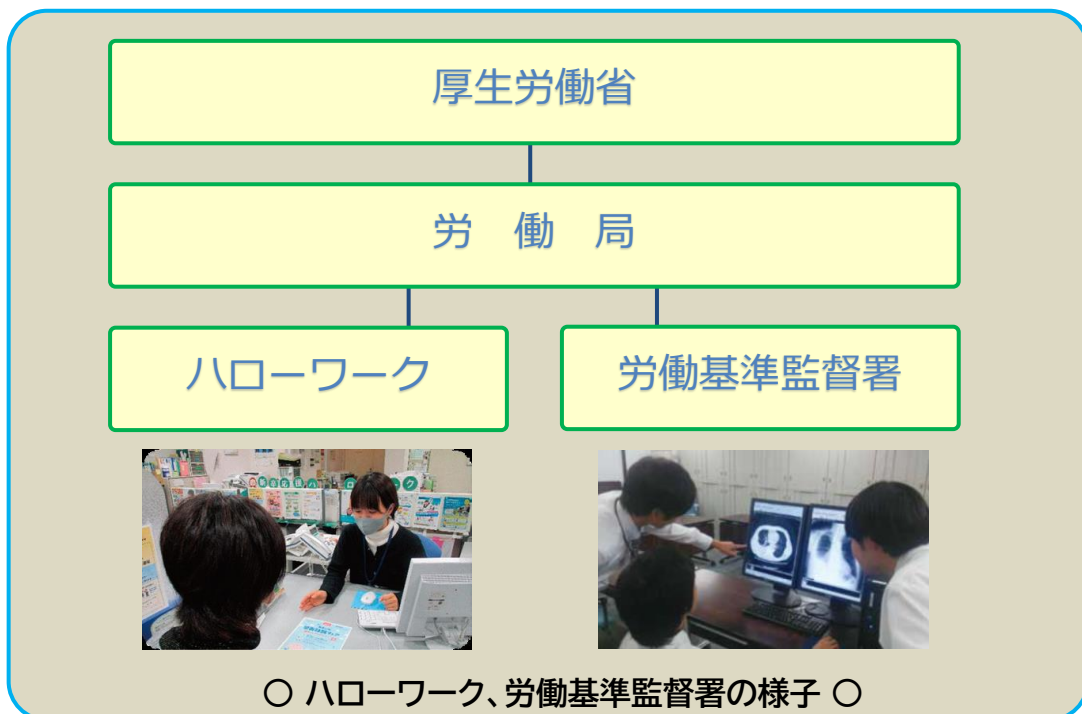 厚生労働省
労 働 局
ハローワーク
労働基準監督署
○ ハローワーク、労働基準監督署の様子 ○